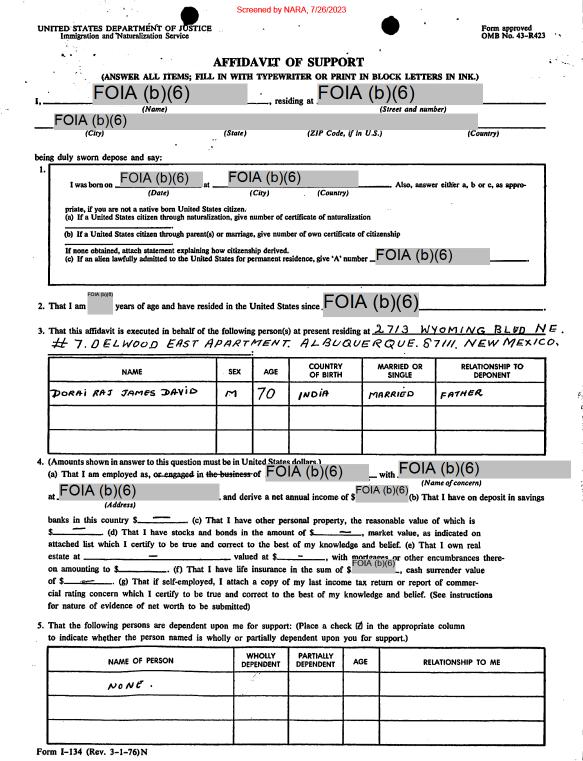 Screened by NARA, 7/26/2023
UNITED STATES DEPARTMENT OF JUSTICE
Immigration and Naturalization Service
Form approved
OMB No. 43-R423
AFFIDAVIT OF SUPPORT
(ANSWER ALL ITEMS; FILL IN WITH TYPEWRITER OR PRINT IN BLOCK LETTERS IN INK.)
I, FOIA (b)(6), residing at FOIA (b)(6)
(Name) (Street and number)
FOIA (b)(6)
(City) (State) (ZIP Code, if in U.S.) (Country)
being duly sworn depose and say:
1.
I was born on FOIA (b)(6) at FOIA (b)(6). Also, answer either a, b or c, as appro-
(Date) (City) (Country)
priate, if you are not a native born United States citizen.
(a) If a United States citizen through naturalization, give number of certificate of naturalization
(b) If a United States citizen through parent(s) or marriage, give number of own certificate of citizenship
If none obtained, attach statement explaining how citizenship derived.
(c) If an alien lawfully admitted to the United States for permanent residence, give 'A' number FOIA (b)(6)
2. That I am FOIA (b)(6) years of age and have resided in the United States since FOIA (b)(6)
3. That this affidavit is executed in behalf of the following person(s) at present residing at 2713 WYOMING BLVD NE.
# 7. DELWOOD EAST APARTMENT. ALBUQUERQUE. 87111. NEW MEXICO.
NAME SEX AGE COUNTRY OF BIRTH MARRIED OR SINGLE RELATIONSHIP TO DEPONENT
DORAI RAJ JAMES DAVID M 70 INDIA MARRIED FATHER
4. (Amounts shown in answer to this question must be in United States dollars.)
(a) That I am employed as, or engaged in the business of FOIA (b)(6) with FOIA (b)(6)
(Name of concern)
at FOIA (b)(6), and derive a net annual income of $ FOIA (b)(6) (b) That I have on deposit in savings
(Address)
banks in this country $ — (c) That I have other personal property, the reasonable value of which is
$ — (d) That I have stocks and bonds in the amount of $ —, market value, as indicated on
attached list which I certify to be true and correct to the best of my knowledge and belief. (e) That I own real
estate at - valued at $ -, with mortgages or other encumbrances there-
on amounting to $ . (f) That I have life insurance in the sum of $ FOIA (b)(6), cash surrender value
of $ —. (g) That if self-employed, I attach a copy of my last income tax return or report of commer-
cial rating concern which I certify to be true and correct to the best of my knowledge and belief. (See instructions
for nature of evidence of net worth to be submitted)
5. That the following persons are dependent upon me for support: (Place a check ☑ in the appropriate column
to indicate whether the person named is wholly or partially dependent upon you for support.)
NAME OF PERSON WHOLLY DEPENDENT PARTIALLY DEPENDENT AGE RELATIONSHIP TO ME
NONE.
Form I-134 (Rev. 3-1-76)N